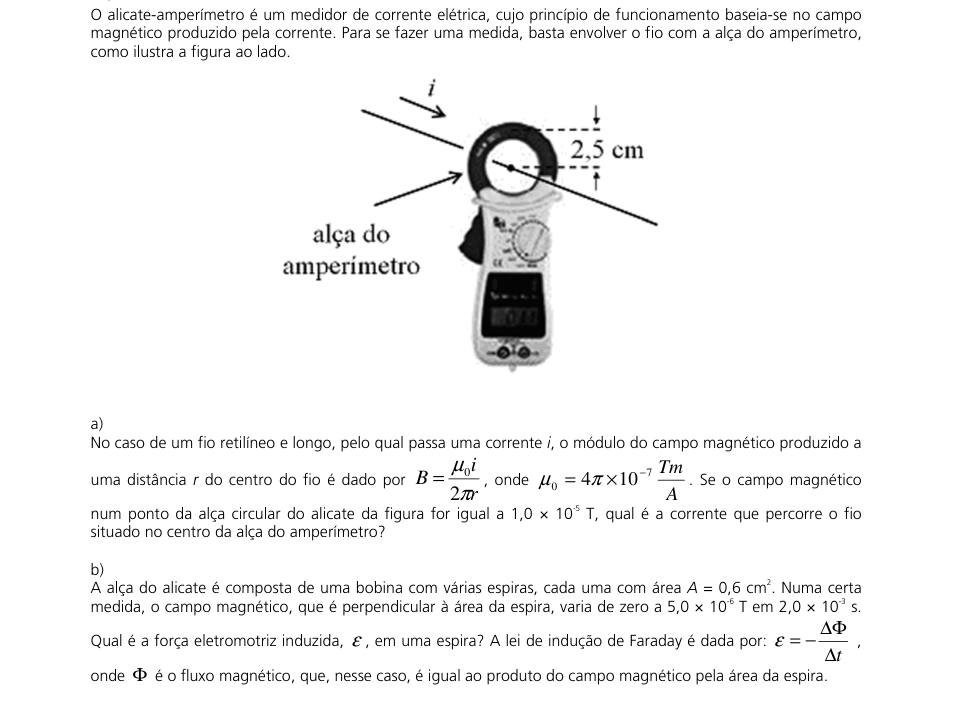 O alicate-amperímetro é um medidor de corrente elétrica, cujo princípio de funcionamento baseia-se no campo
magnético produzido pela corrente. Para se fazer uma medida, basta envolver o fio com a alça do amperímetro,
como ilustra a figura ao lado.
i
2,5 cm
alça do
amperímetro
a)
No caso de um fio retilíneo e longo, pelo qual passa uma corrente i, o módulo do campo magnético produzido a
uma distância r do centro do fio é dado por B = μ₀i / 2πr, onde μ₀ = 4π × 10⁻⁷ Tm / A. Se o campo magnético
num ponto da alça circular do alicate da figura for igual a 1,0 × 10⁻⁵ T, qual é a corrente que percorre o fio
situado no centro da alça do amperímetro?
b)
A alça do alicate é composta de uma bobina com várias espiras, cada uma com área A = 0,6 cm². Numa certa
medida, o campo magnético, que é perpendicular à área da espira, varia de zero a 5,0 × 10⁻⁶ T em 2,0 × 10⁻³ s.
Qual é a força eletromotriz induzida, ε, em uma espira? A lei de indução de Faraday é dada por: ε = − ΔΦ / Δt ,
onde Φ é o fluxo magnético, que, nesse caso, é igual ao produto do campo magnético pela área da espira.